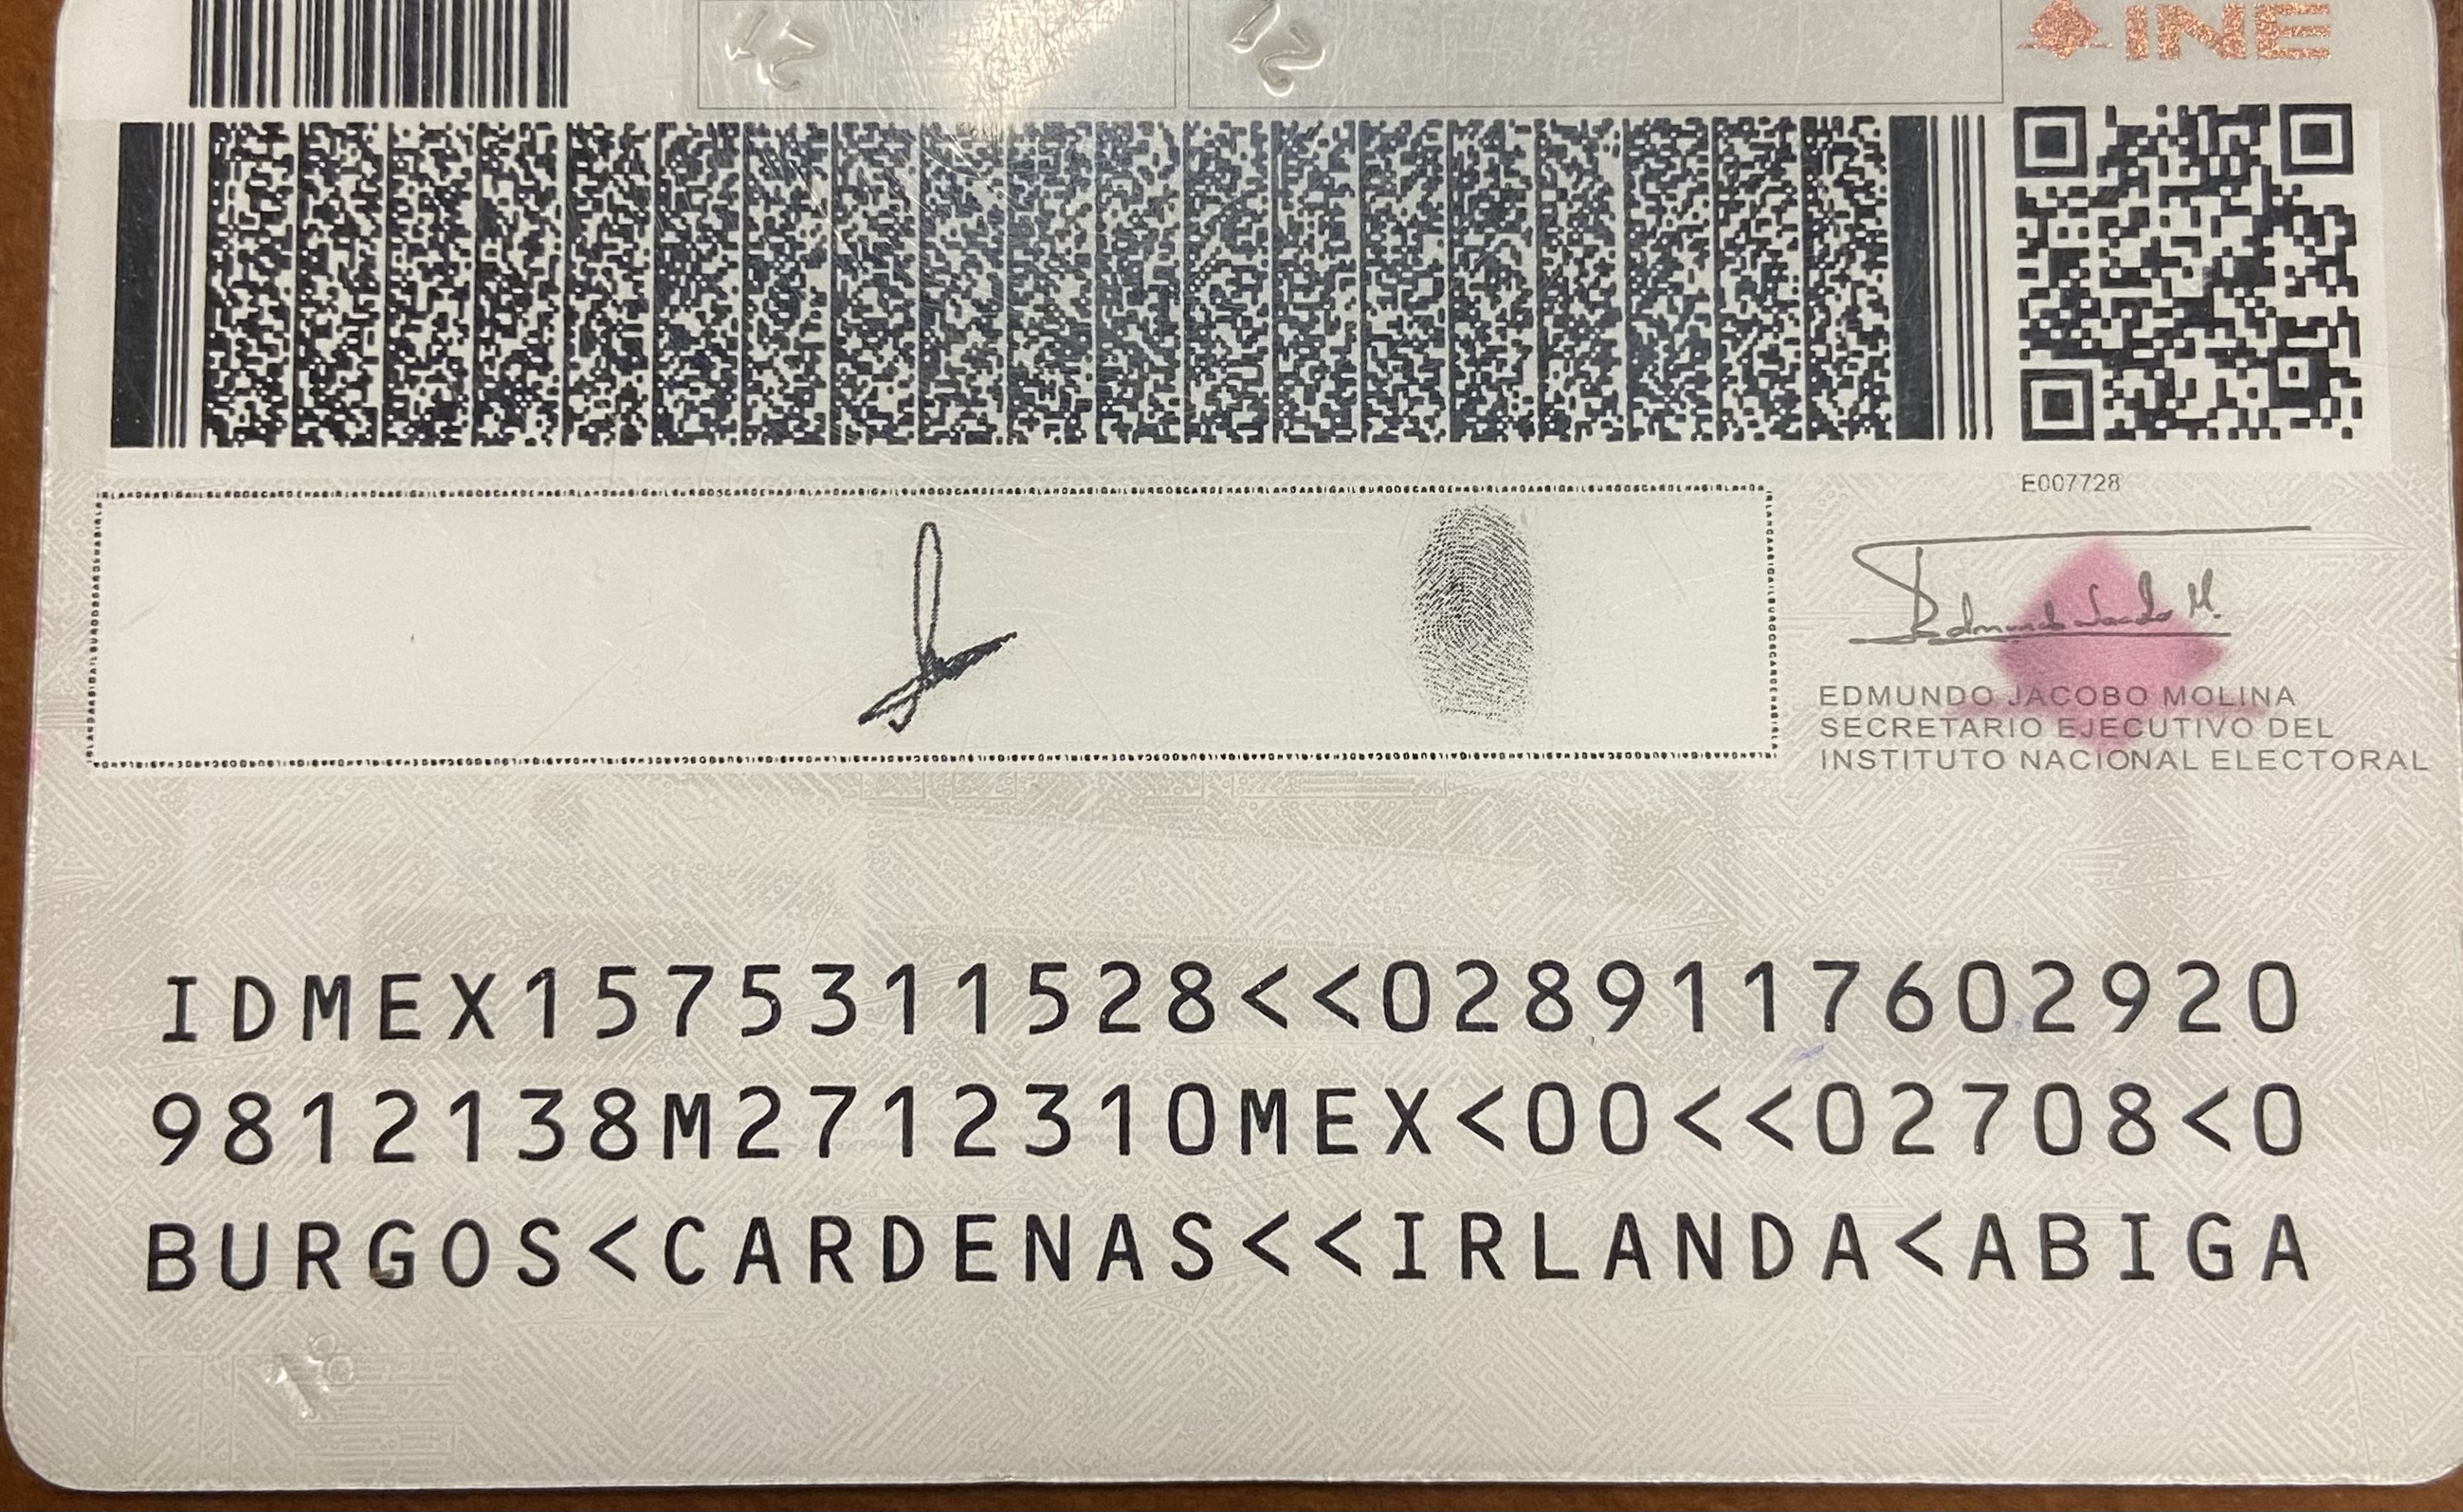 INE
E007728
EDMUNDO JACOBO MOLINA
SECRETARIO EJECUTIVO DEL
INSTITUTO NACIONAL ELECTORAL
IDMEX1575311528<<0289117602920
9812138M2712310MEX<00<<02708<0
BURGOS<CARDENAS<<IRLANDA<ABIGA